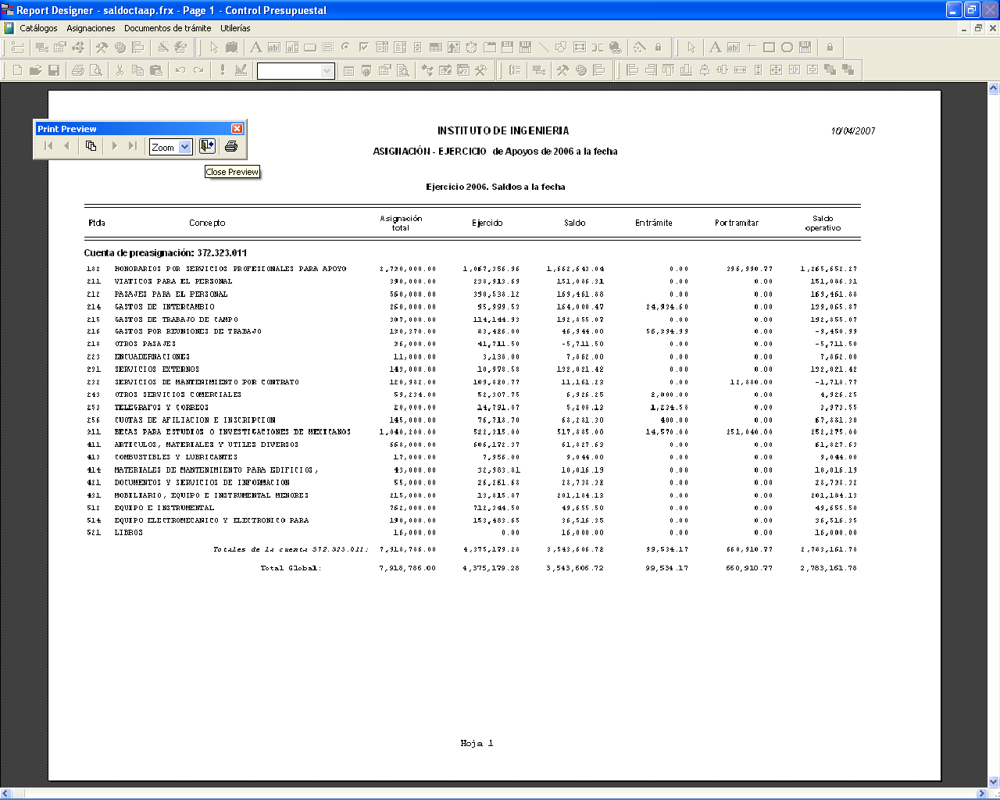 Report Designer - saldoctaap.frx - Page 1 - Control Presupuestal
Catálogos Asignaciones Documentos de trámite Utilerías
Print Preview
Zoom
Close Preview
INSTITUTO DE INGENIERIA 10/04/2007
ASIGNACIÓN - EJERCICIO de Apoyos de 2006 a la fecha
Ejercicio 2006. Saldos a la fecha
Ptda Concepto Asignación total Ejercido Saldo En trámite Por tramitar Saldo operativo
Cuenta de preasignación: 372.323.011
182 HONORARIOS POR SERVICIOS PROFESIONALES PARA APOYO 2,730,000.00 1,067,356.96 1,662,643.04 0.00 396,990.77 1,265,652.27
211 VIATICOS PARA EL PERSONAL 390,000.00 238,913.69 151,086.31 0.00 0.00 151,086.31
212 PASAJES PARA EL PERSONAL 560,000.00 390,538.12 169,461.88 0.00 0.00 169,461.88
214 GASTOS DE INTERCAMBIO 260,000.00 95,999.53 164,000.47 24,934.60 0.00 139,065.87
215 GASTOS DE TRABAJO DE CAMPO 307,000.00 114,144.93 192,855.07 0.00 0.00 192,855.07
216 GASTOS POR REUNIONES DE TRABAJO 130,370.00 83,426.00 46,944.00 56,394.99 0.00 -9,450.99
218 OTROS PASAJES 36,000.00 41,711.50 -5,711.50 0.00 0.00 -5,711.50
223 ENCUADERNACIONES 11,000.00 3,138.00 7,862.00 0.00 0.00 7,862.00
231 SERVICIOS EXTERNOS 143,000.00 10,978.58 132,021.42 0.00 0.00 132,021.42
232 SERVICIOS DE MANTENIMIENTO POR CONTRATO 120,982.00 109,820.77 11,161.23 0.00 12,880.00 -1,718.77
243 OTROS SERVICIOS COMERCIALES 59,234.00 52,307.75 6,926.25 2,000.00 0.00 4,926.25
253 TELEGRAFOS Y CORREOS 20,000.00 14,791.87 5,208.13 1,234.58 0.00 3,973.55
256 CUOTAS DE AFILIACION E INSCRIPCION 145,000.00 76,718.70 68,281.30 400.00 0.00 67,881.30
311 BECAS PARA ESTUDIOS O INVESTIGACIONES DE MEXICANOS 1,040,200.00 522,315.00 517,885.00 14,570.00 251,040.00 252,275.00
411 ARTICULOS, MATERIALES Y UTILES DIVERSOS 668,000.00 606,172.37 61,827.63 0.00 0.00 61,827.63
413 COMBUSTIBLES Y LUBRICANTES 17,000.00 7,956.00 9,044.00 0.00 0.00 9,044.00
414 MATERIALES DE MANTENIMIENTO PARA EDIFICIOS, 43,000.00 32,983.81 10,016.19 0.00 0.00 10,016.19
421 DOCUMENTOS Y SERVICIOS DE INFORMACION 55,000.00 26,261.68 28,738.32 0.00 0.00 28,738.32
431 MOBILIARIO, EQUIPO E INSTRUMENTAL MENORES 215,000.00 13,815.87 201,184.13 0.00 0.00 201,184.13
512 EQUIPO E INSTRUMENTAL 762,000.00 712,344.50 49,655.50 0.00 0.00 49,655.50
514 EQUIPO ELECTROMECANICO Y ELECTRONICO PARA 190,000.00 153,483.65 36,516.35 0.00 0.00 36,516.35
521 LIBROS 16,000.00 0.00 16,000.00 0.00 0.00 16,000.00
Totales de la cuenta 372.323.011: 7,918,786.00 4,375,179.28 3,543,606.72 99,534.17 660,910.77 2,783,161.78
Total Global: 7,918,786.00 4,375,179.28 3,543,606.72 99,534.17 660,910.77 2,783,161.78
Hoja 1